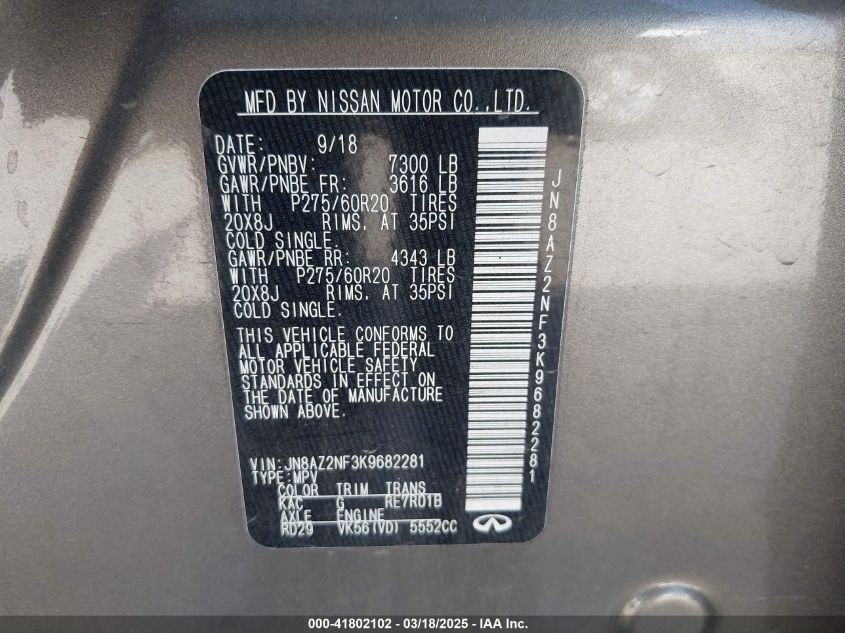 MFD BY NISSAN MOTOR CO.,LTD.
DATE: 9/18
GVWR/PNBV: 7300 LB
GAWR/PNBE FR: 3616 LB
WITH P275/60R20 TIRES
20X8J RIMS. AT 35PSI
COLD SINGLE.
GAWR/PNBE RR: 4343 LB
WITH P275/60R20 TIRES
20X8J RIMS. AT 35PSI
COLD SINGLE.
THIS VEHICLE CONFORMS TO
ALL APPLICABLE FEDERAL
MOTOR VEHICLE SAFETY
STANDARDS IN EFFECT ON
THE DATE OF MANUFACTURE
SHOWN ABOVE.
VIN:JN8AZ2NF3K9682281
TYPE:MPV
COLOR TRIM TRANS
KXC G RE7R01B
AXLE ENGINE
RD29 VK56(VD) 5552CC
JN8AZ2NF3K9682281
INFINITI
000-41802102 - 03/18/2025 - IAA Inc.